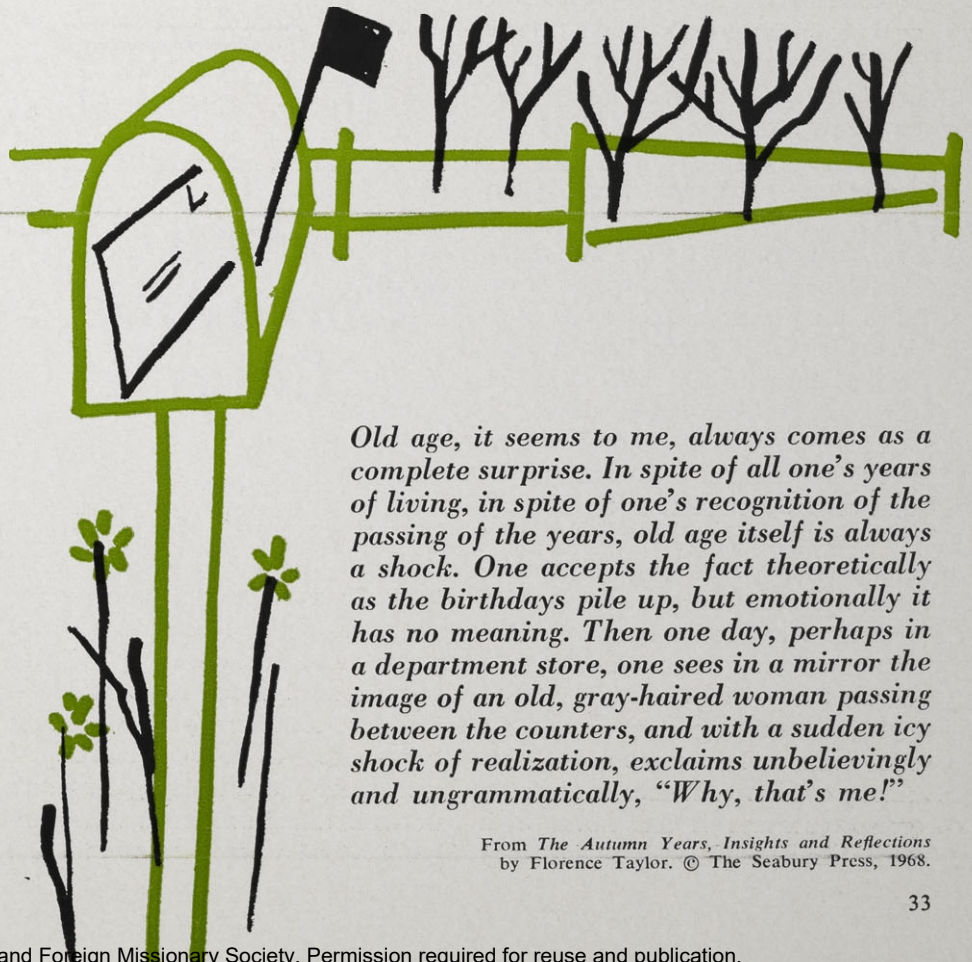 Old age, it seems to me, always comes as a
complete surprise. In spite of all one's years
of living, in spite of one's recognition of the
passing of the years, old age itself is always
a shock. One accepts the fact theoretically
as the birthdays pile up, but emotionally it
has no meaning. Then one day, perhaps in
a department store, one sees in a mirror the
image of an old, gray-haired woman passing
between the counters, and with a sudden icy
shock of realization, exclaims unbelievingly
and ungrammatically, “Why, that's me!”
From The Autumn Years, Insights and Reflections
by Florence Taylor. © The Seabury Press, 1968.
33
and Foreign Missionary Society. Permission required for reuse and publication.